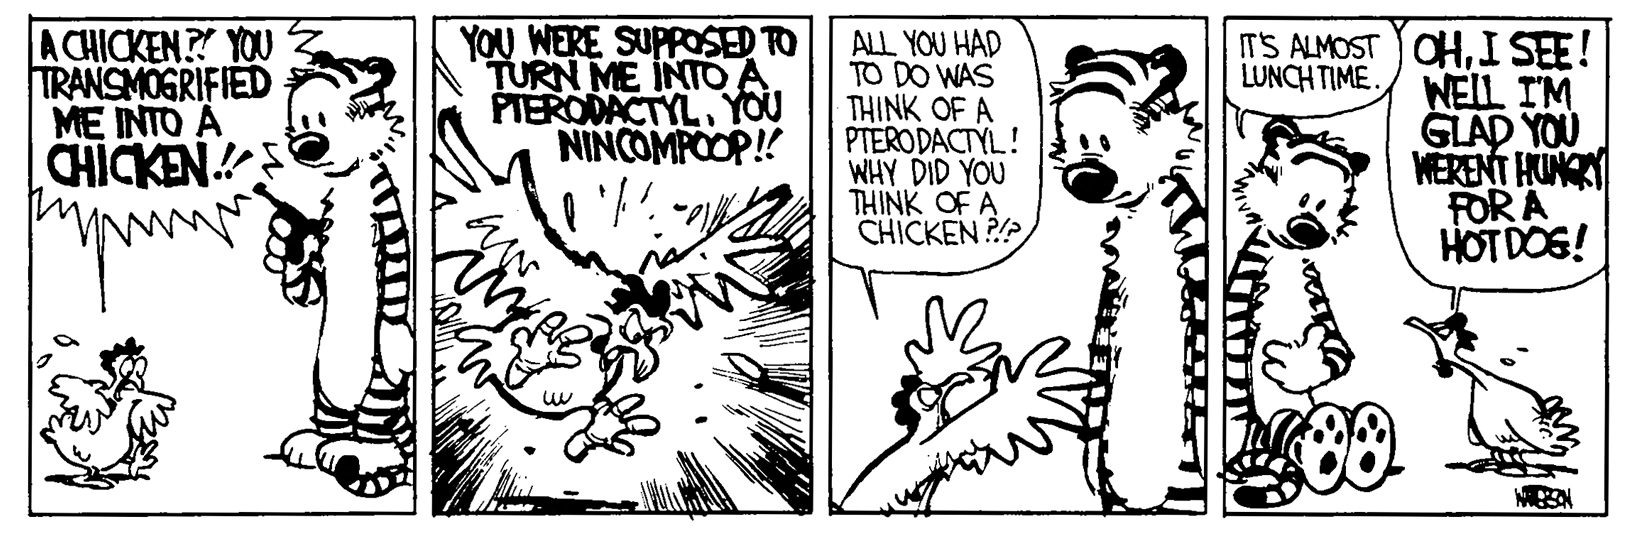 A CHICKEN?! YOU
TRANSMOGRIFIED
ME INTO A
CHICKEN!!
YOU WERE SUPPOSED TO
TURN ME INTO A
PTERODACTYL, YOU
NINCOMPOOP!!
ALL YOU HAD
TO DO WAS
THINK OF A
PTERODACTYL!
WHY DID YOU
THINK OF A
CHICKEN?!?
IT'S ALMOST
LUNCHTIME.
OH, I SEE!
WELL I'M
GLAD YOU
WERENT HUNGRY
FOR A
HOT DOG!
WATERSON